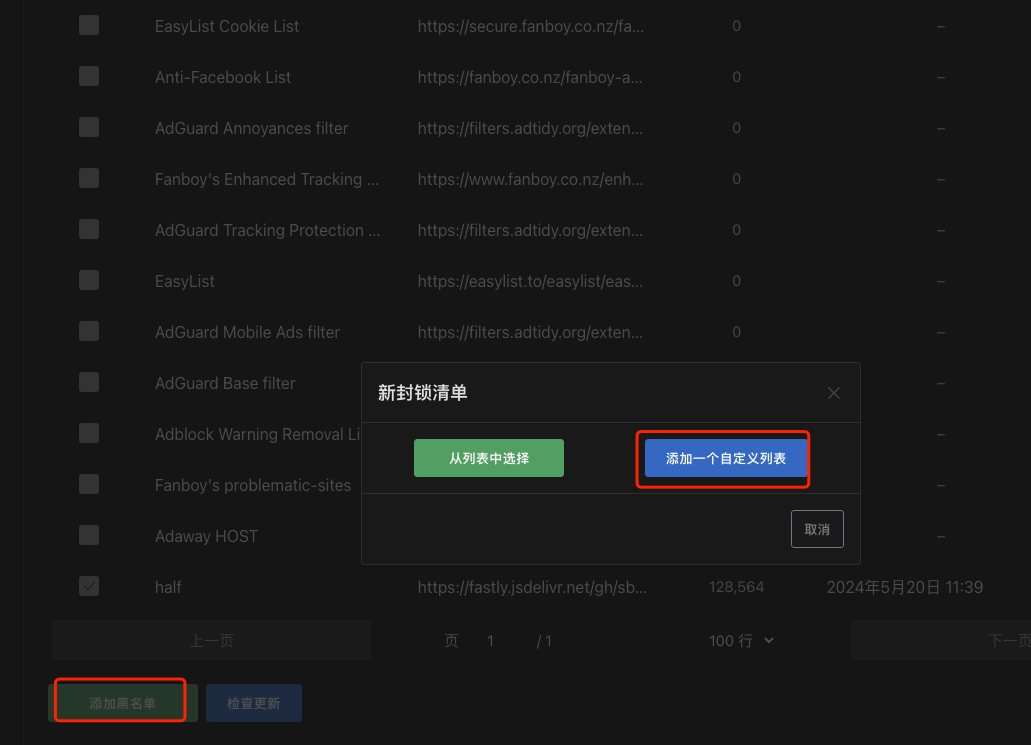 EasyList Cookie List https://secure.fanboy.co.nz/fa... 0 –
Anti-Facebook List https://fanboy.co.nz/fanboy-a... 0 –
AdGuard Annoyances filter https://filters.adtidy.org/exten... 0 –
Fanboy's Enhanced Tracking ... https://www.fanboy.co.nz/enh... 0 –
AdGuard Tracking Protection ... https://filters.adtidy.org/exten... 0 –
EasyList https://easylist.to/easylist/eas... 0 –
AdGuard Mobile Ads filter https://filters.adtidy.org/exten... 0 –
AdGuard Base filter –
Adblock Warning Removal Li –
Fanboy's problematic-sites –
Adaway HOST –
新封锁清单
从列表中选择 添加一个自定义列表
取消
half https://fastly.jsdelivr.net/gh/sb... 128,564 2024年5月20日 11:39
上一页 页 1 / 1 100 行 下一页
添加黑名单 检查更新